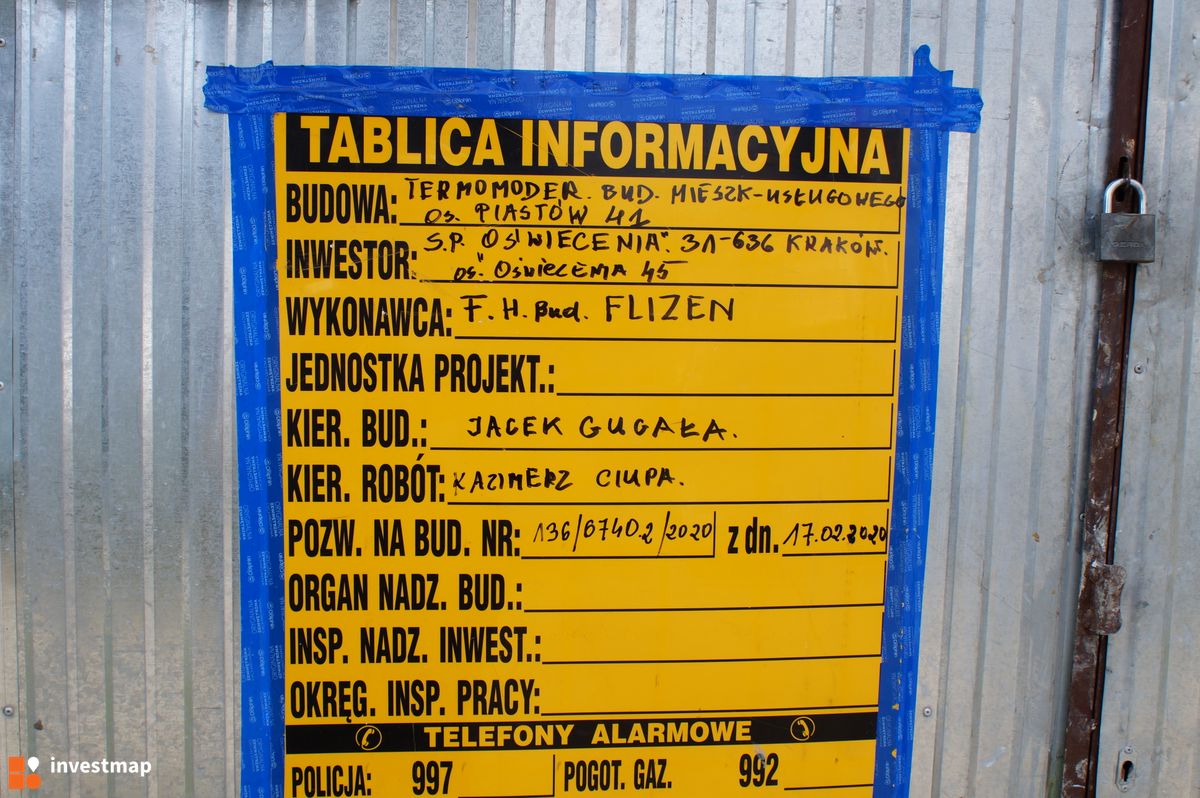 TABLICA INFORMACYJNA
BUDOWA: TERMOMODER. BUD. MIESZK-USŁUGOWEGO
OS. PIASTÓW 41
INWESTOR: S.P. OŚWIECENIA". 31-636 KRAKÓW.
os." Oświecenia 45
WYKONAWCA: F.H. Bud. FLIZEN
JEDNOSTKA PROJEKT.:
KIER. BUD.: JACEK GUGAŁA.
KIER. ROBÓT: KAZIMERZ CIUPA.
POZW. NA BUD. NR: 136/6740.2/2020 z dn. 17.02.2020
ORGAN NADZ. BUD.:
INSP. NADZ. INWEST.:
OKRĘG. INSP. PRACY:
TELEFONY ALARMOWE
POLICJA: 997 POGOT. GAZ. 992
investmap